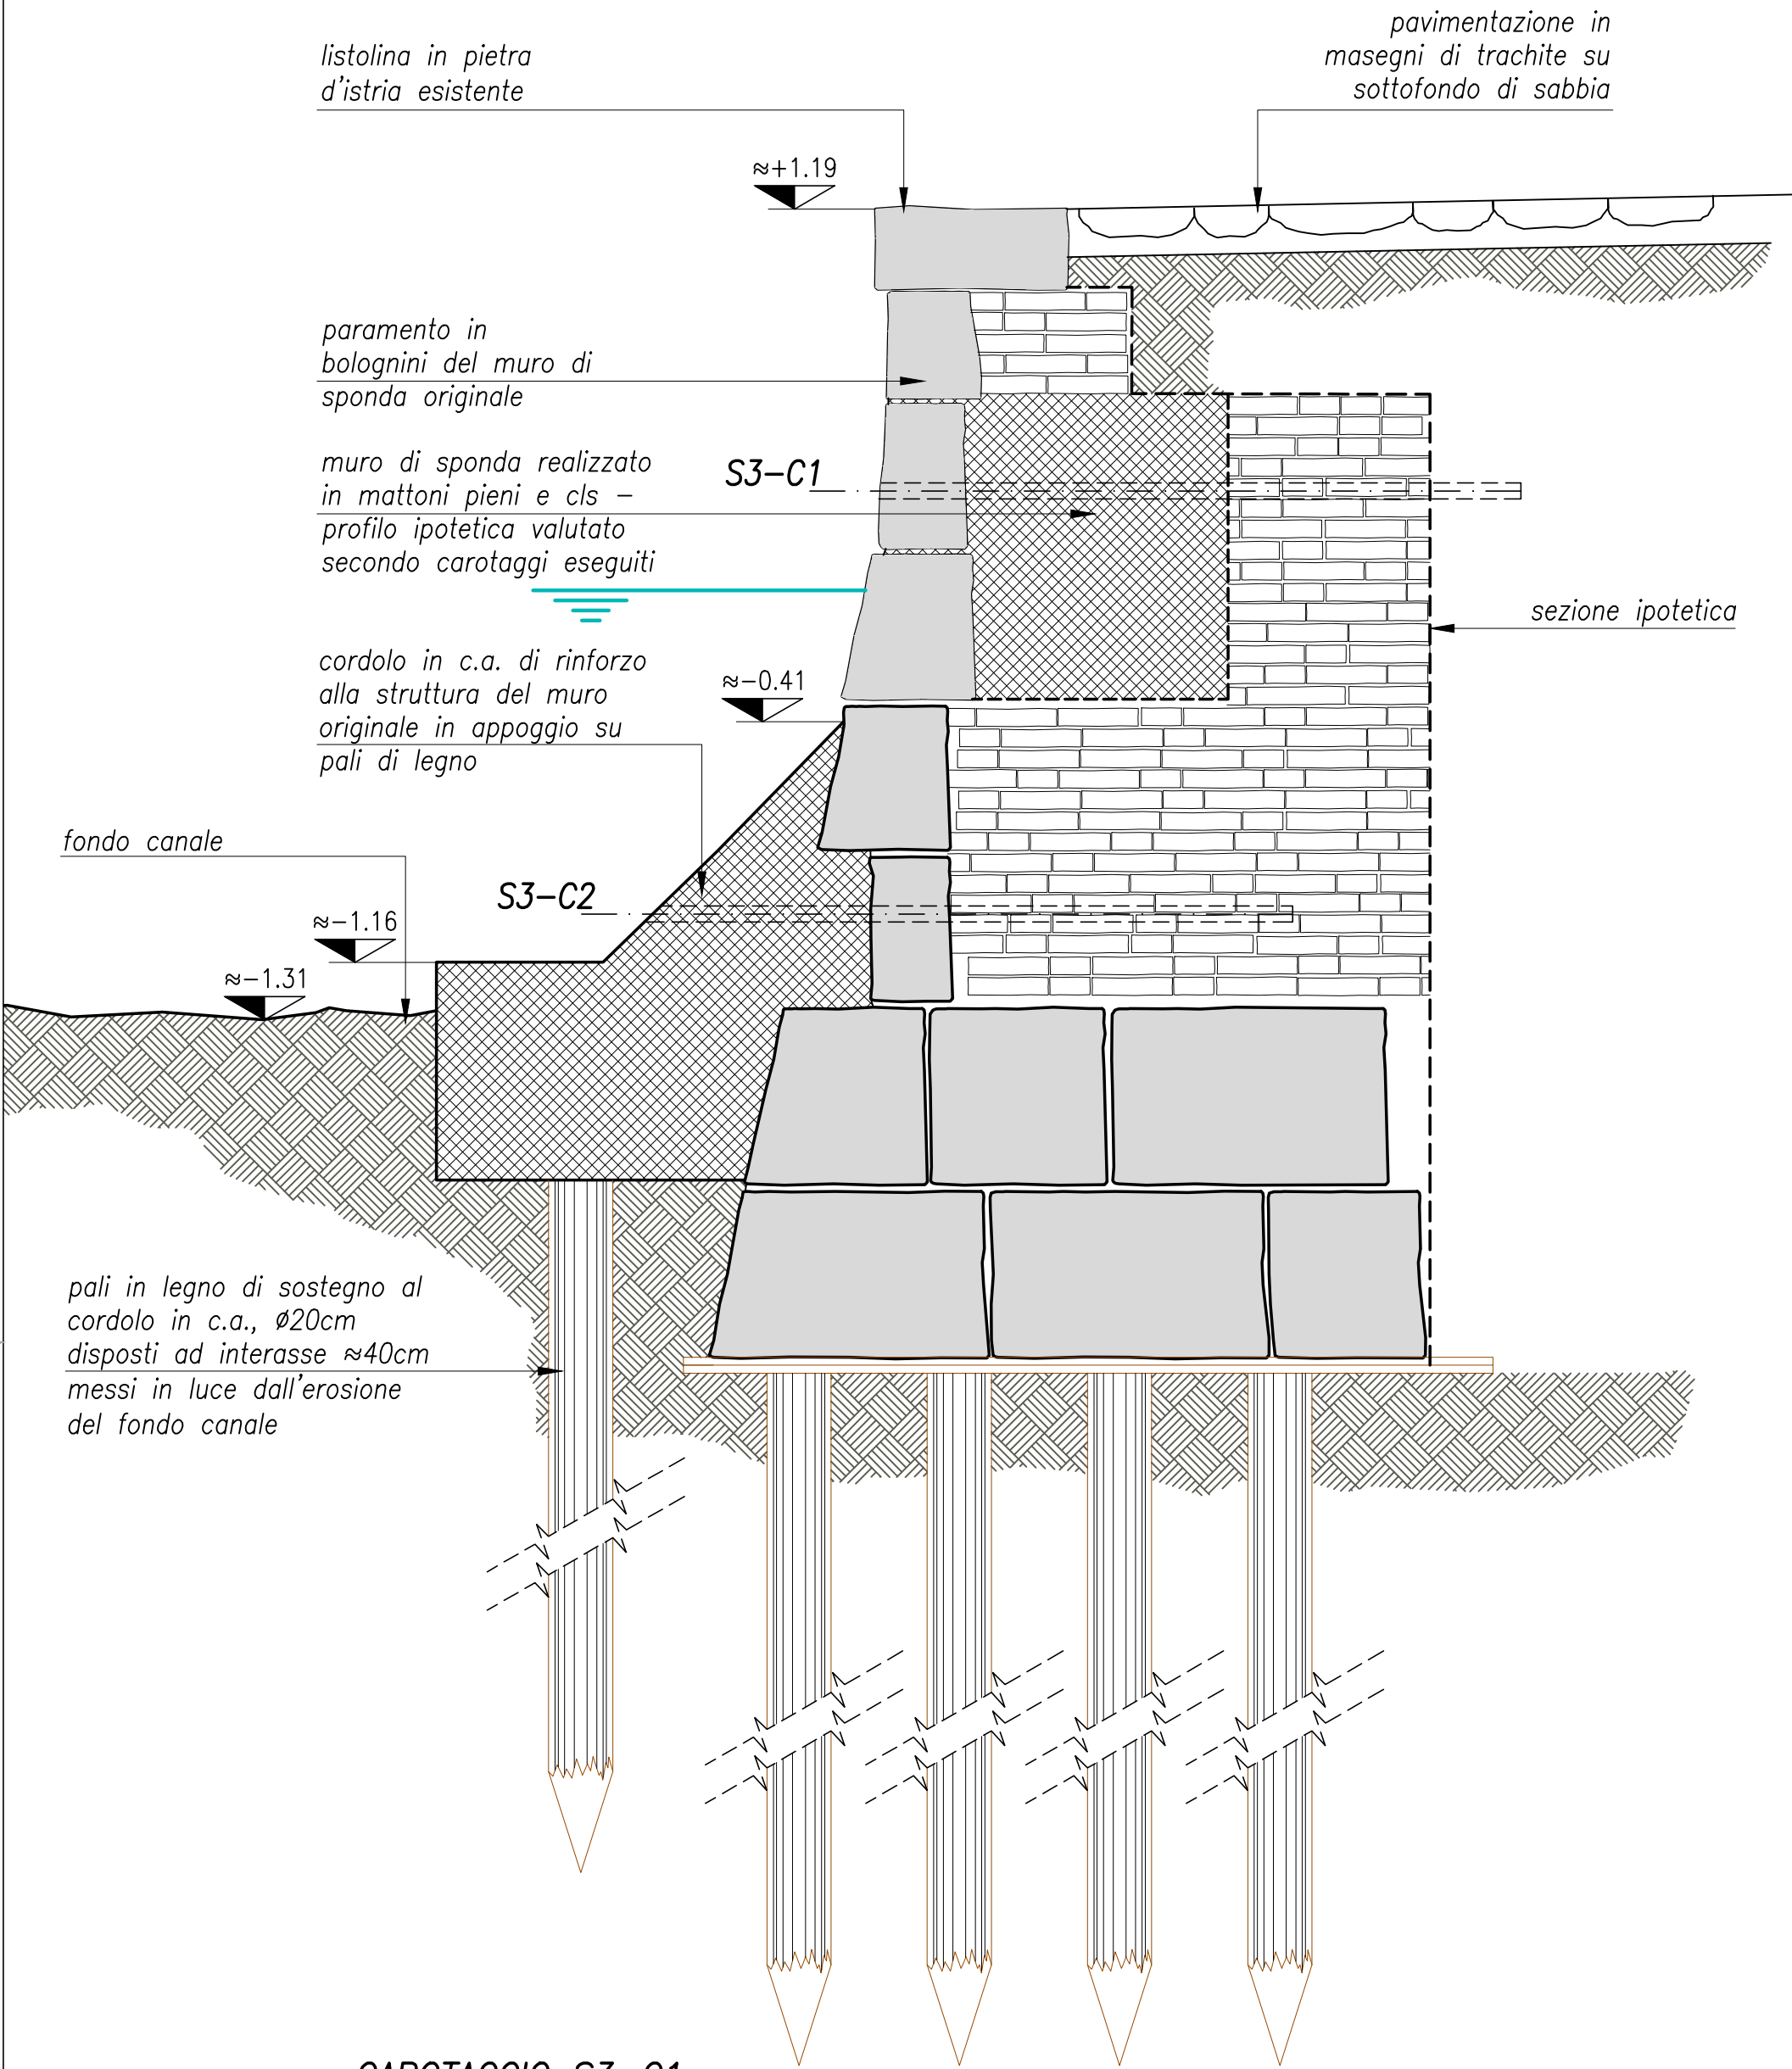 listolina in pietra
d'istria esistente
pavimentazione in
masegni di trachite su
sottofondo di sabbia
≈+1.19
paramento in
bolognini del muro di
sponda originale
muro di sponda realizzato
in mattoni pieni e cls –
profilo ipotetica valutato
secondo carotaggi eseguiti
S3-C1
sezione ipotetica
cordolo in c.a. di rinforzo
alla struttura del muro
originale in appoggio su
pali di legno
≈-0.41
fondo canale
S3-C2
≈-1.16
≈-1.31
pali in legno di sostegno al
cordolo in c.a., ø20cm
disposti ad interasse ≈40cm
messi in luce dall'erosione
del fondo canale
CAROTAGGIO S3-C1